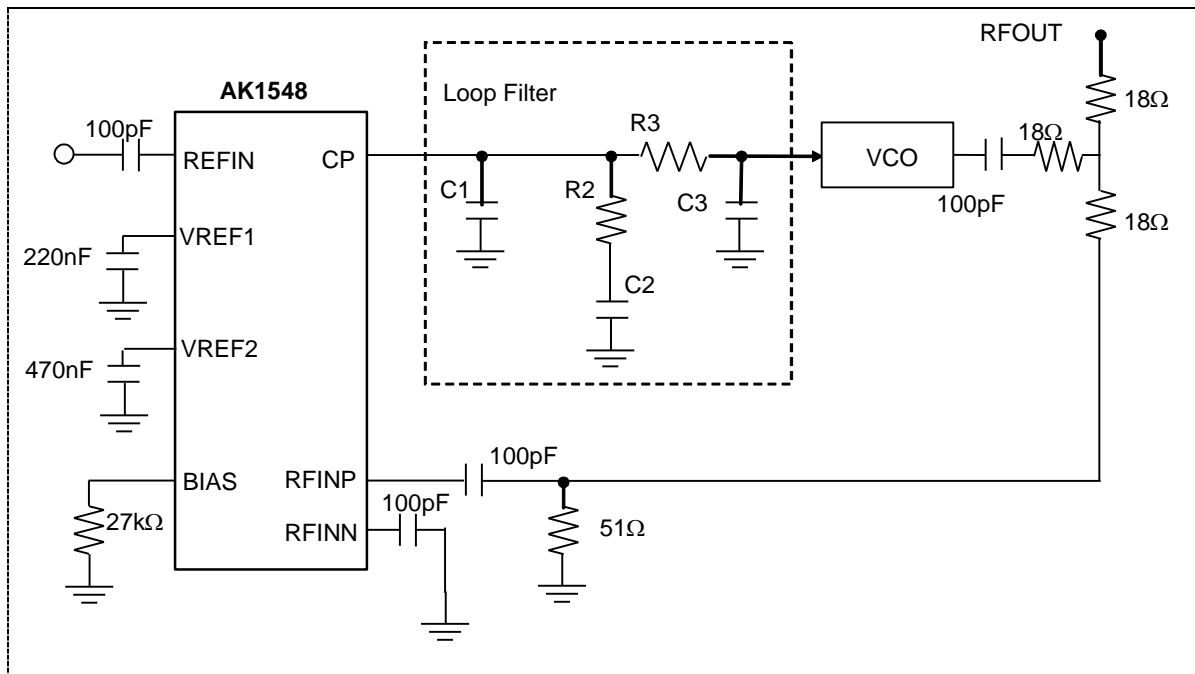 RFOUT
AK1548
Loop Filter
18Ω
100pF
R3
18Ω
REFIN
CP
VCO
C1
R2
C3
100pF
18Ω
VREF1
220nF
C2
VREF2
470nF
100pF
BIAS
RFINP
100pF
27kΩ
RFINN
51Ω